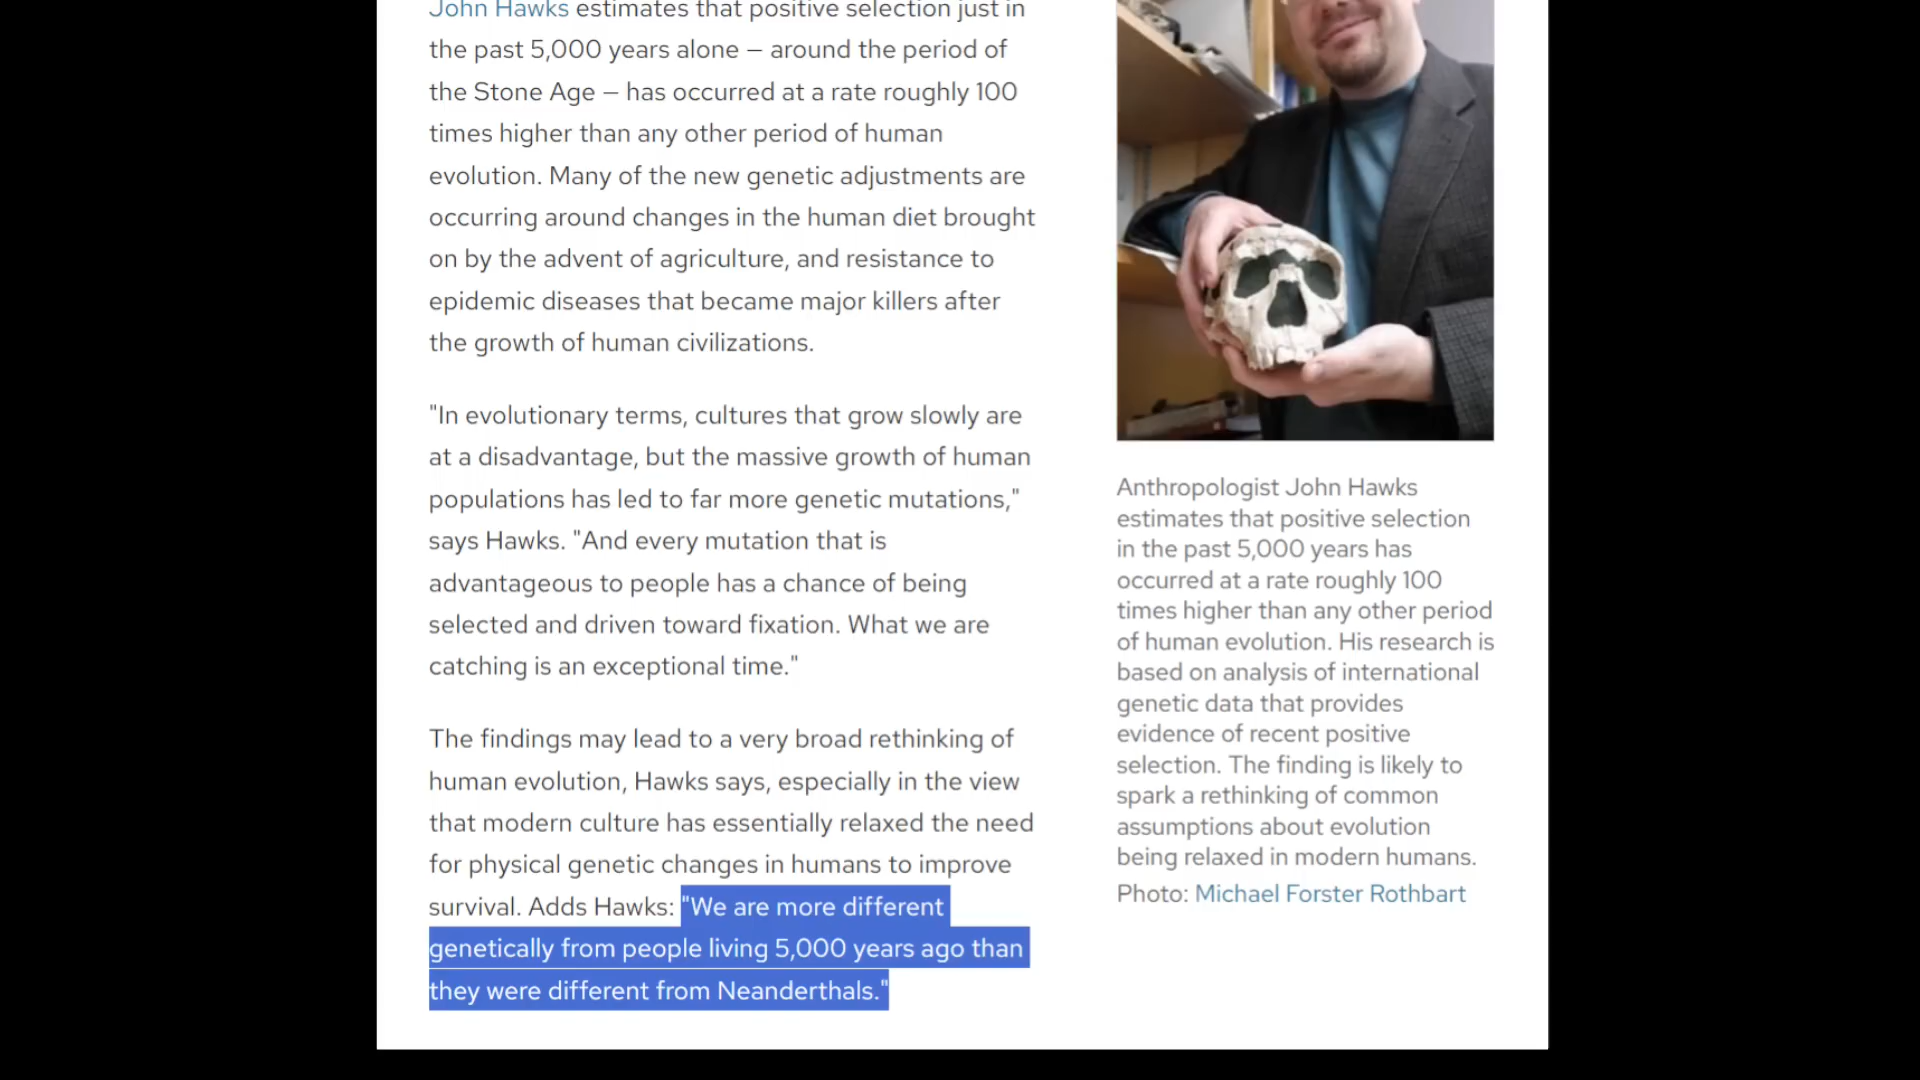 John Hawks estimates that positive selection just in
the past 5,000 years alone — around the period of
the Stone Age — has occurred at a rate roughly 100
times higher than any other period of human
evolution. Many of the new genetic adjustments are
occurring around changes in the human diet brought
on by the advent of agriculture, and resistance to
epidemic diseases that became major killers after
the growth of human civilizations.
"In evolutionary terms, cultures that grow slowly are
at a disadvantage, but the massive growth of human
populations has led to far more genetic mutations,"
says Hawks. "And every mutation that is
advantageous to people has a chance of being
selected and driven toward fixation. What we are
catching is an exceptional time."
The findings may lead to a very broad rethinking of
human evolution, Hawks says, especially in the view
that modern culture has essentially relaxed the need
for physical genetic changes in humans to improve
survival. Adds Hawks: "We are more different
genetically from people living 5,000 years ago than
they were different from Neanderthals."
Anthropologist John Hawks
estimates that positive selection
in the past 5,000 years has
occurred at a rate roughly 100
times higher than any other period
of human evolution. His research is
based on analysis of international
genetic data that provides
evidence of recent positive
selection. The finding is likely to
spark a rethinking of common
assumptions about evolution
being relaxed in modern humans.
Photo: Michael Forster Rothbart